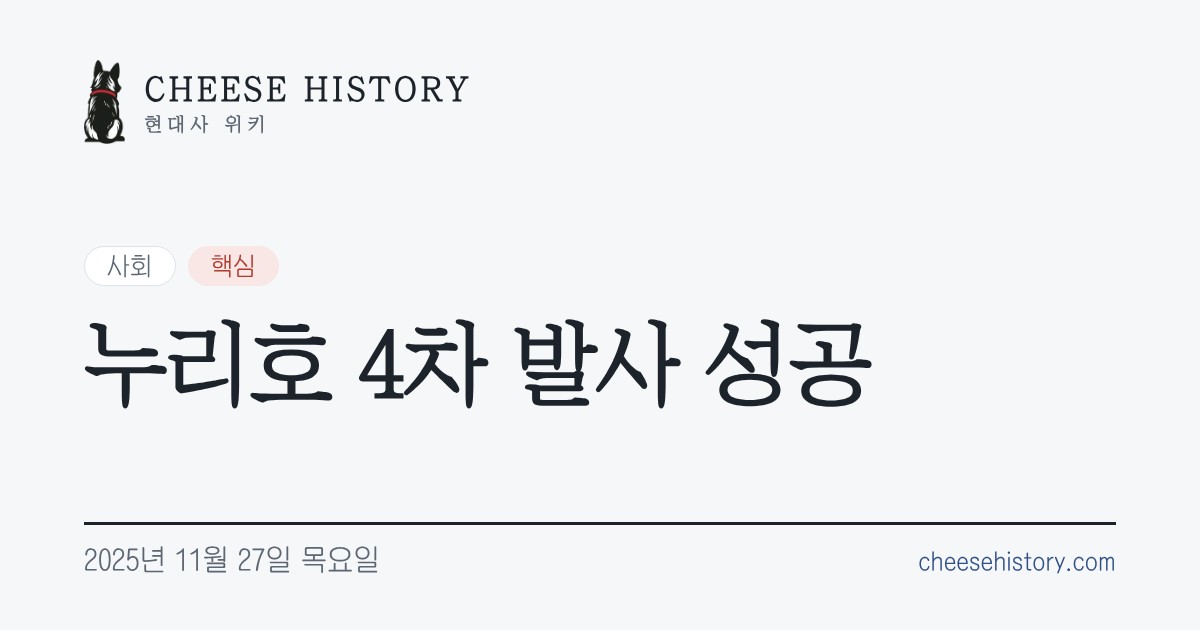 CHEESE HISTORY
현대사 위키
사회 핵심
누리호 4차 발사 성공
2025년 11월 27일 목요일
cheesehistory.com